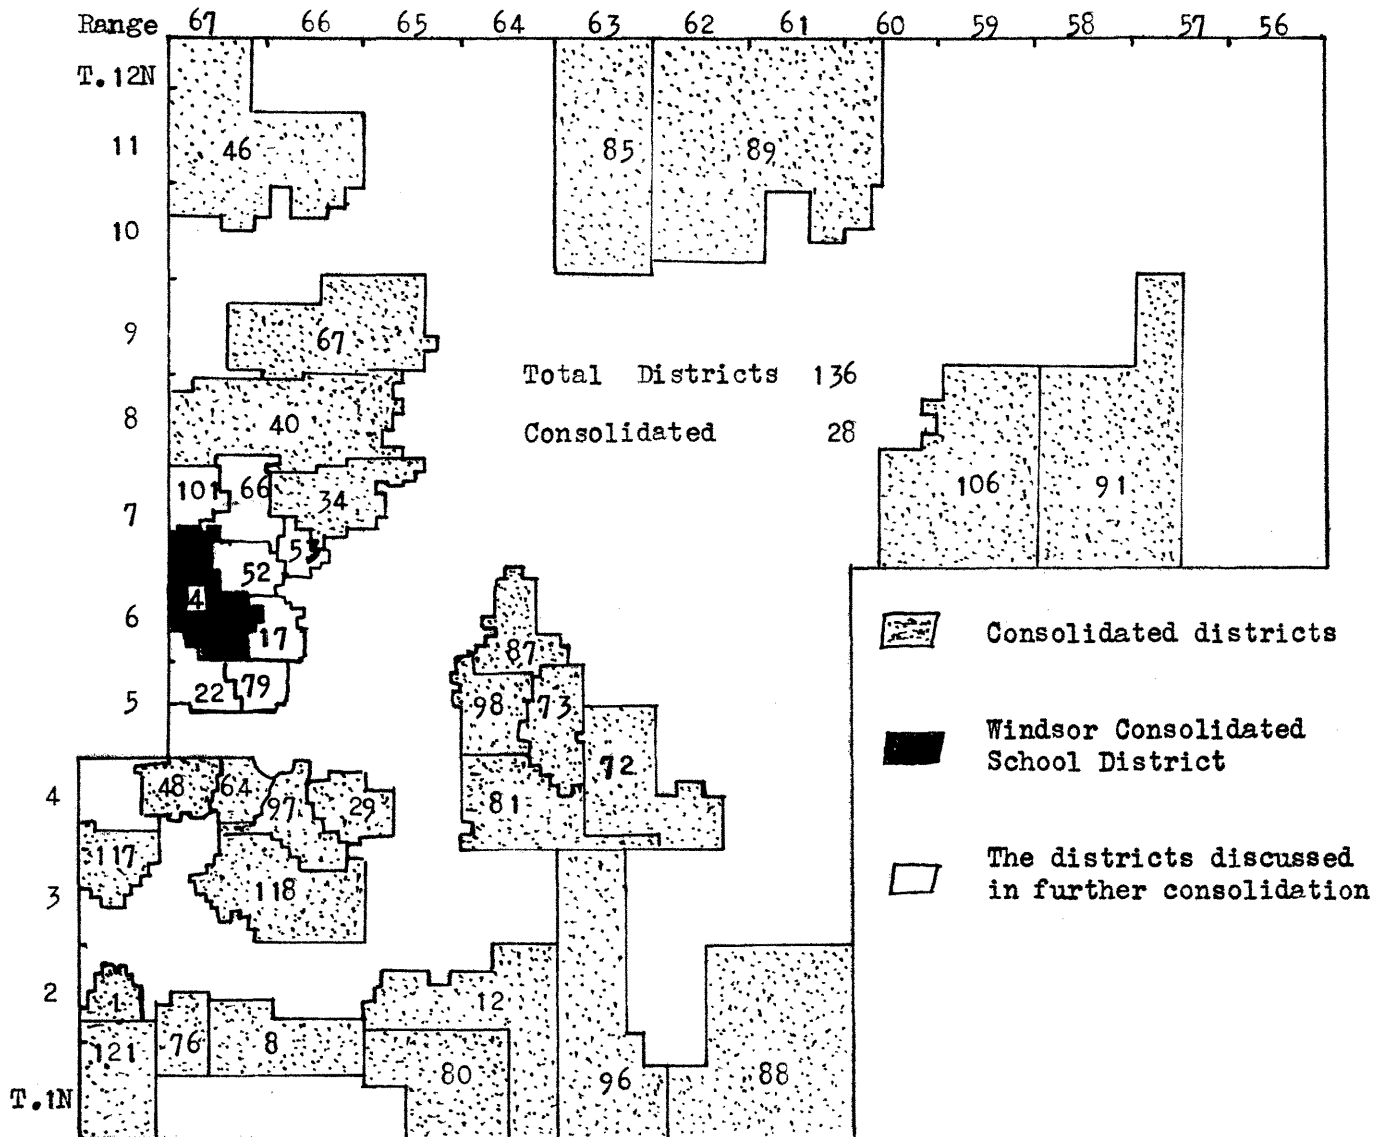 Range 67 66 65 64 63 62 61 60 59 58 57 56
T.12N
11 46 85 89
10
9 67
Total Districts 136
8 40
Consolidated 28
101 66 34 106 91
7
53
52
4
6 17
Consolidated districts
87
22 79
5 98 73
Windsor Consolidated
School District
72
4 48 64 97 29 81
117
The districts discussed
in further consolidation
3 118
2 1 12
121 76 8
80 96 88
T.1N